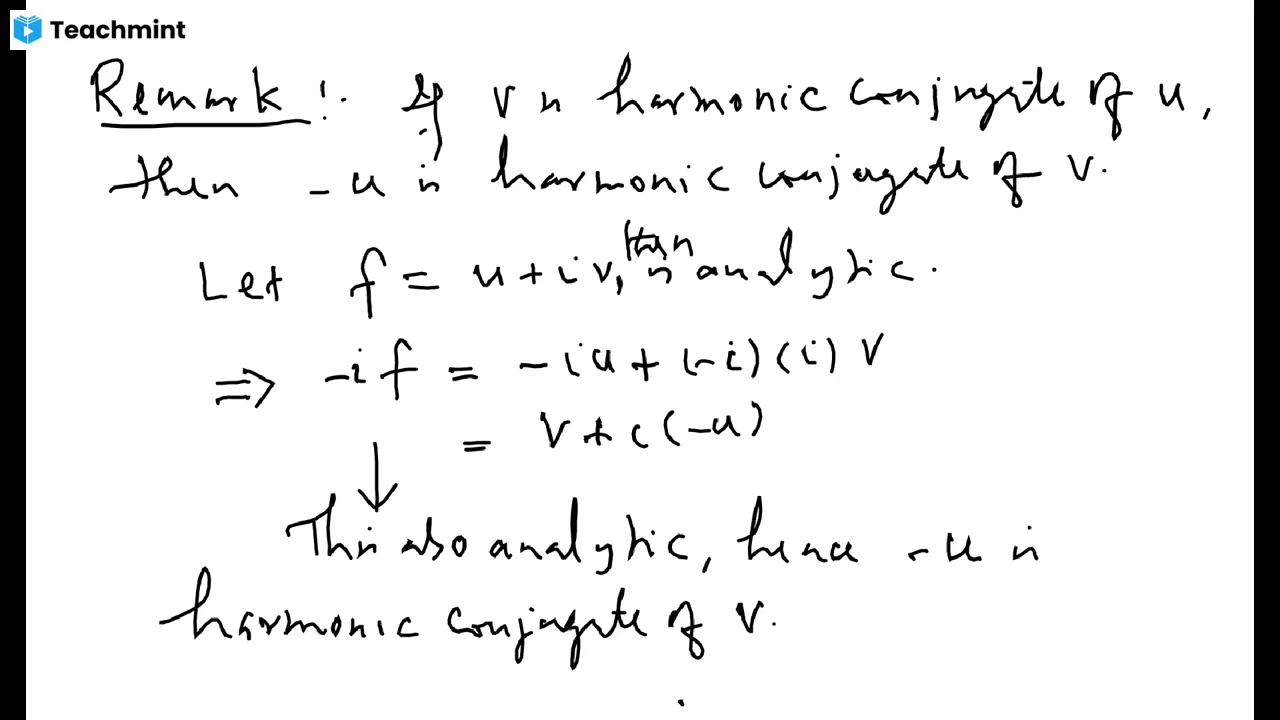 Teachmint
Remark :- If v is harmonic conjugate of u,
then -u is harmonic conjugate of v.
Let f = u + iv, then is analytic.
⇒ -if = -iu + (-i)(i) v
= v + i(-u)
↓
This also analytic, hence -u is
harmonic conjugate of v.